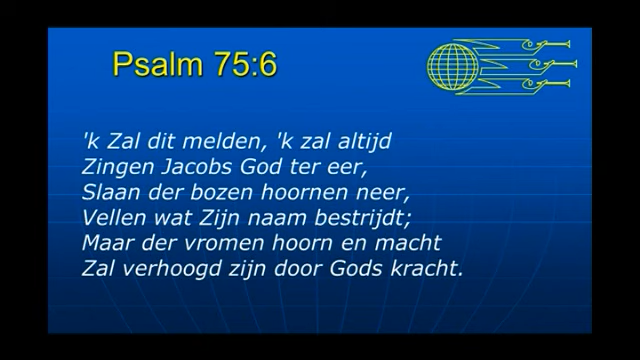 Psalm 75:6
'k Zal dit melden, 'k zal altijd
Zingen Jacobs God ter eer,
Slaan der bozen hoornen neer,
Vellen wat Zijn naam bestrijdt;
Maar der vromen hoorn en macht
Zal verhoogd zijn door Gods kracht.